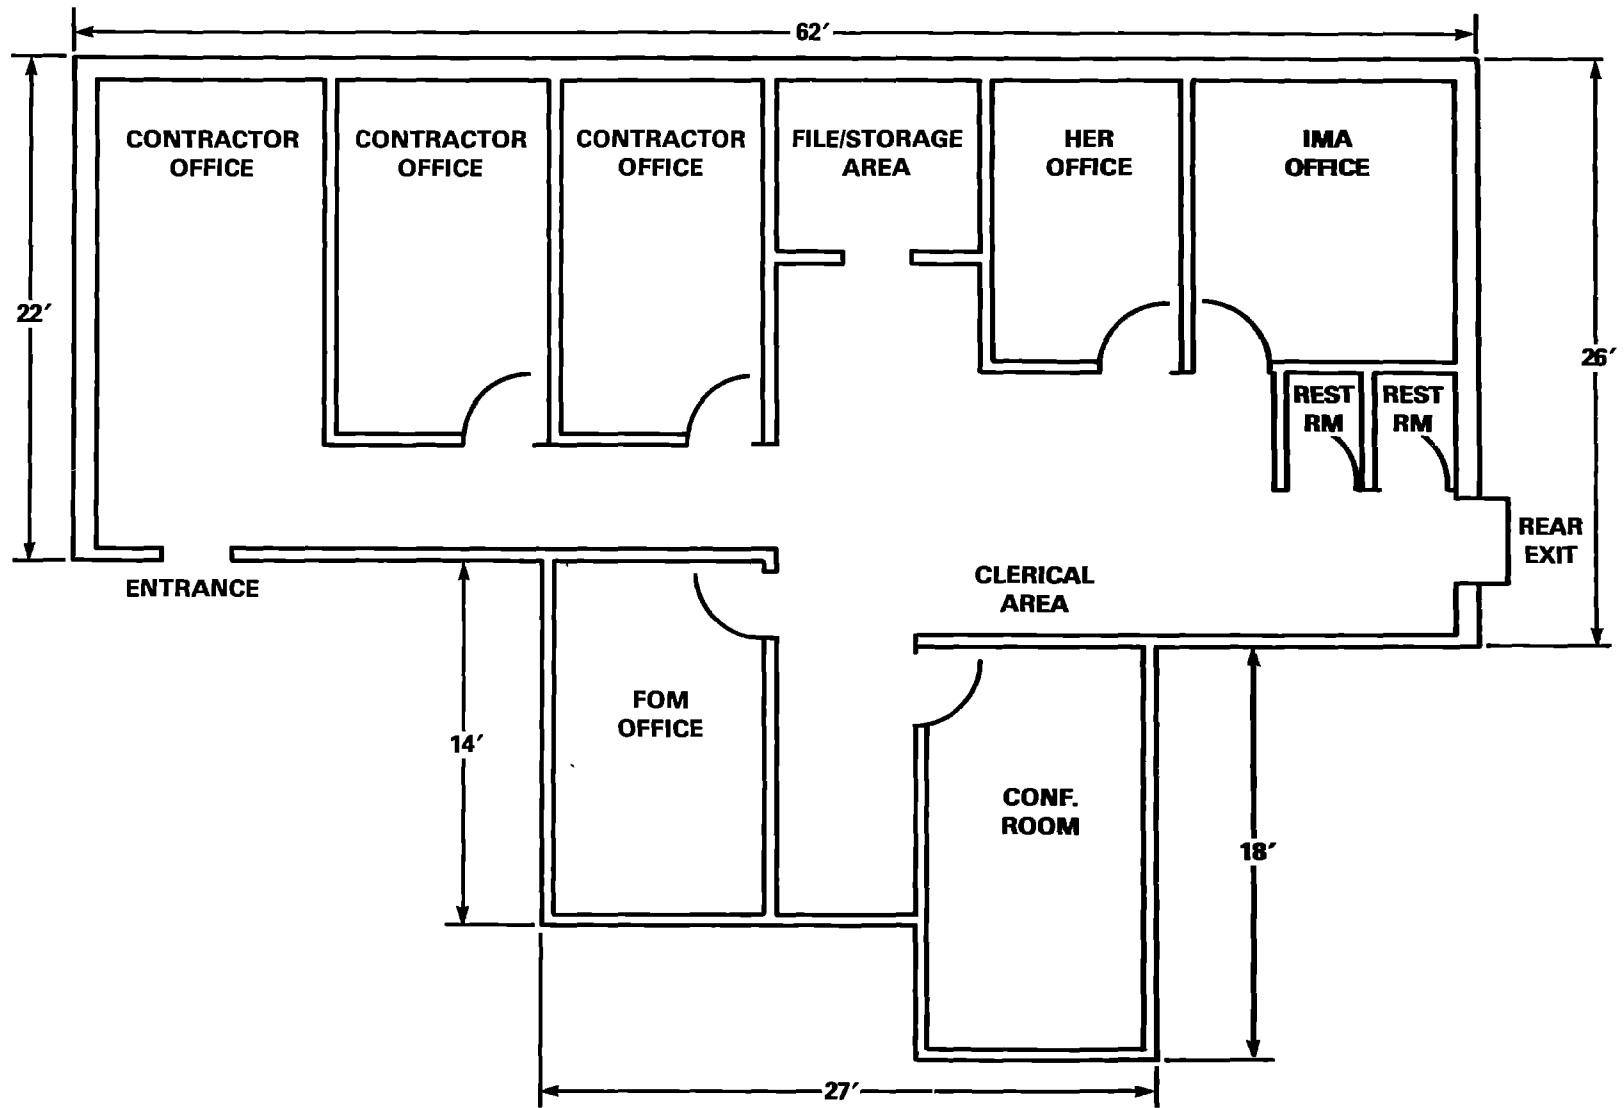 62′
CONTRACTOR
OFFICE
CONTRACTOR
OFFICE
CONTRACTOR
OFFICE
FILE/STORAGE
AREA
HER
OFFICE
IMA
OFFICE
22′
26′
REST
RM
REST
RM
REAR
EXIT
ENTRANCE
CLERICAL
AREA
FOM
OFFICE
14′
CONF.
ROOM
18′
27′